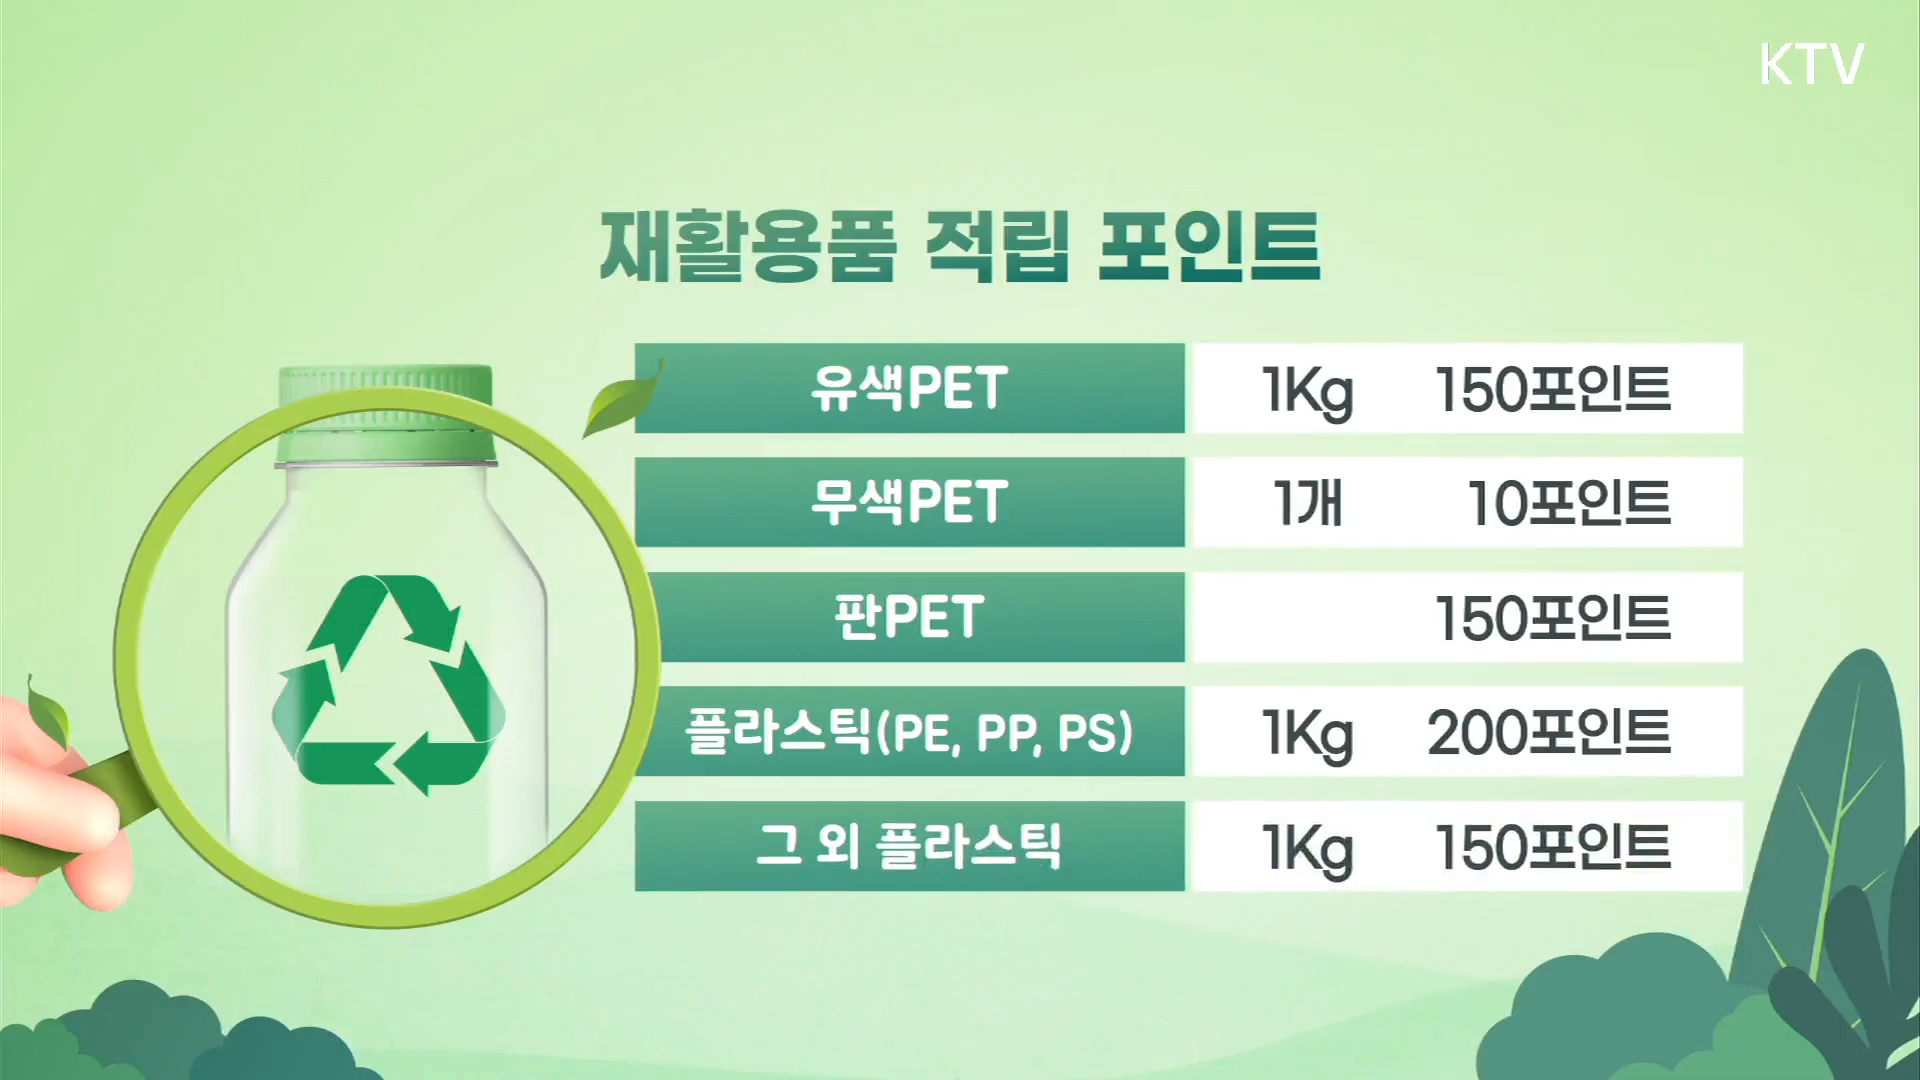 KTV
재활용품 적립 포인트
유색PET 1Kg 150포인트
무색PET 1개 10포인트
판PET 150포인트
플라스틱(PE, PP, PS) 1Kg 200포인트
그 외 플라스틱 1Kg 150포인트